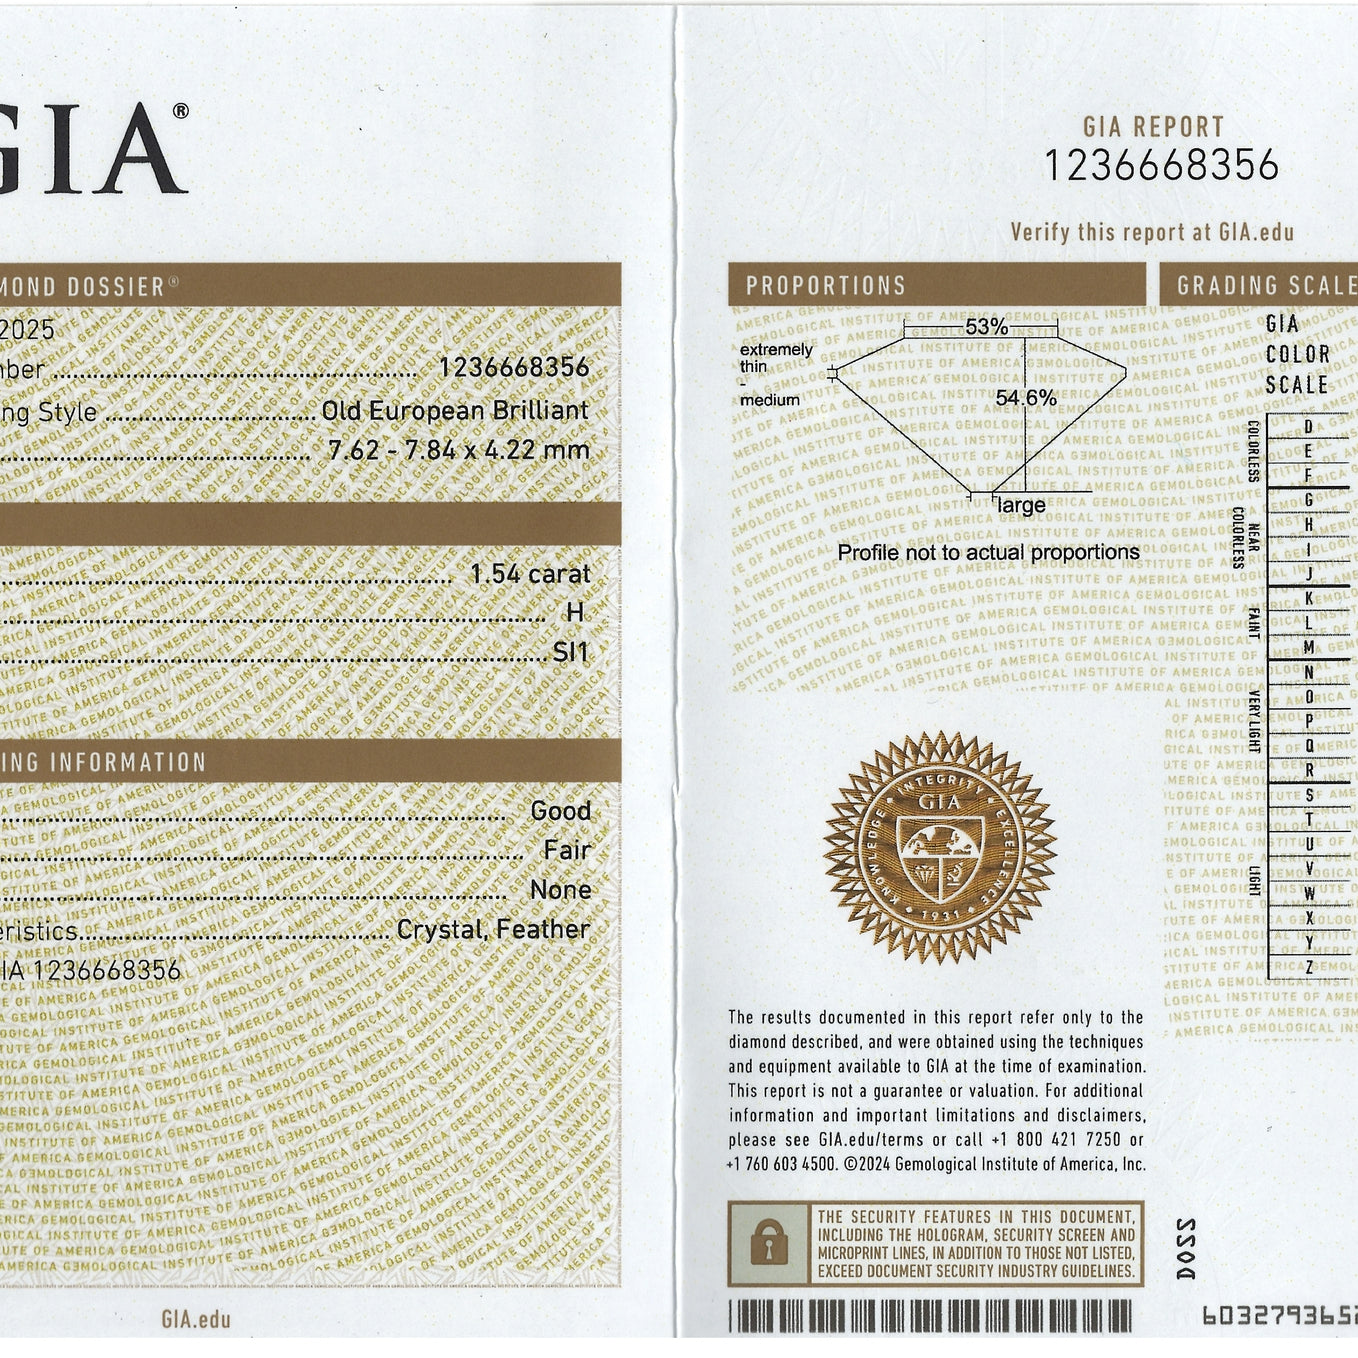 GIA®
MOND DOSSIER®
2025
nber 1236668356
ng Style Old European Brilliant
7.62 - 7.84 x 4.22 mm
1.54 carat
H
SI1
ING INFORMATION
Good
Fair
None
eristics Crystal, Feather
IA 1236668356
GIA.edu
GIA REPORT
1236668356
Verify this report at GIA.edu
PROPORTIONS
53%
extremely
thin
-
medium
54.6%
large
Profile not to actual proportions
INTEGRITY
EXCELLENCE
KNOWLEDGE
GIA
1931
The results documented in this report refer only to the
diamond described, and were obtained using the techniques
and equipment available to GIA at the time of examination.
This report is not a guarantee or valuation. For additional
information and important limitations and disclaimers,
please see GIA.edu/terms or call +1 800 421 7250 or
+1 760 603 4500. ©2024 Gemological Institute of America, Inc.
THE SECURITY FEATURES IN THIS DOCUMENT,
INCLUDING THE HOLOGRAM, SECURITY SCREEN AND
MICROPRINT LINES, IN ADDITION TO THOSE NOT LISTED,
EXCEED DOCUMENT SECURITY INDUSTRY GUIDELINES.
GRADING SCALE
GIA
COLOR
SCALE
COLORLESS
D
E
F
NEAR
COLORLESS
G
H
I
J
FAINT
K
L
M
VERY LIGHT
N
O
P
Q
R
LIGHT
S
T
U
V
W
X
Y
Z
DOSS